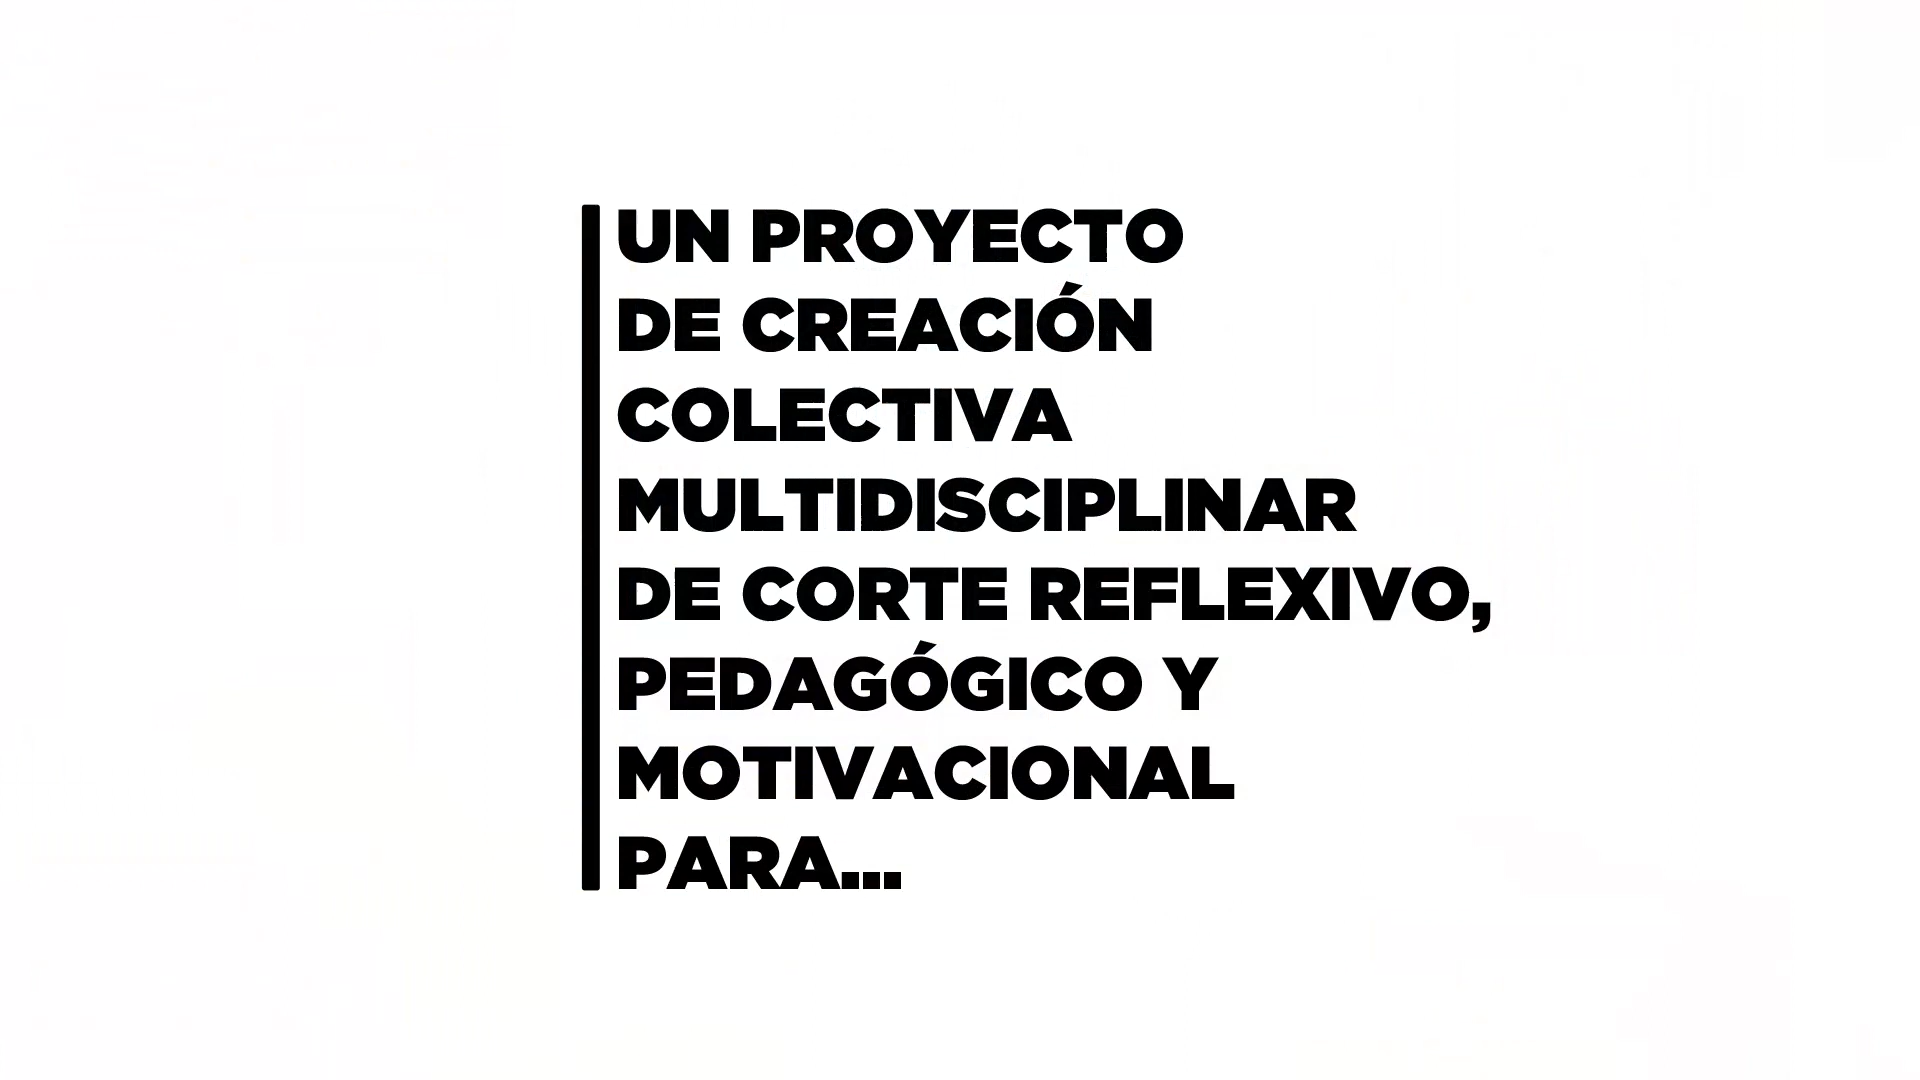 UN PROYECTO
DE CREACIÓN
COLECTIVA
MULTIDISCIPLINAR
DE CORTE REFLEXIVO,
PEDAGÓGICO Y
MOTIVACIONAL
PARA...